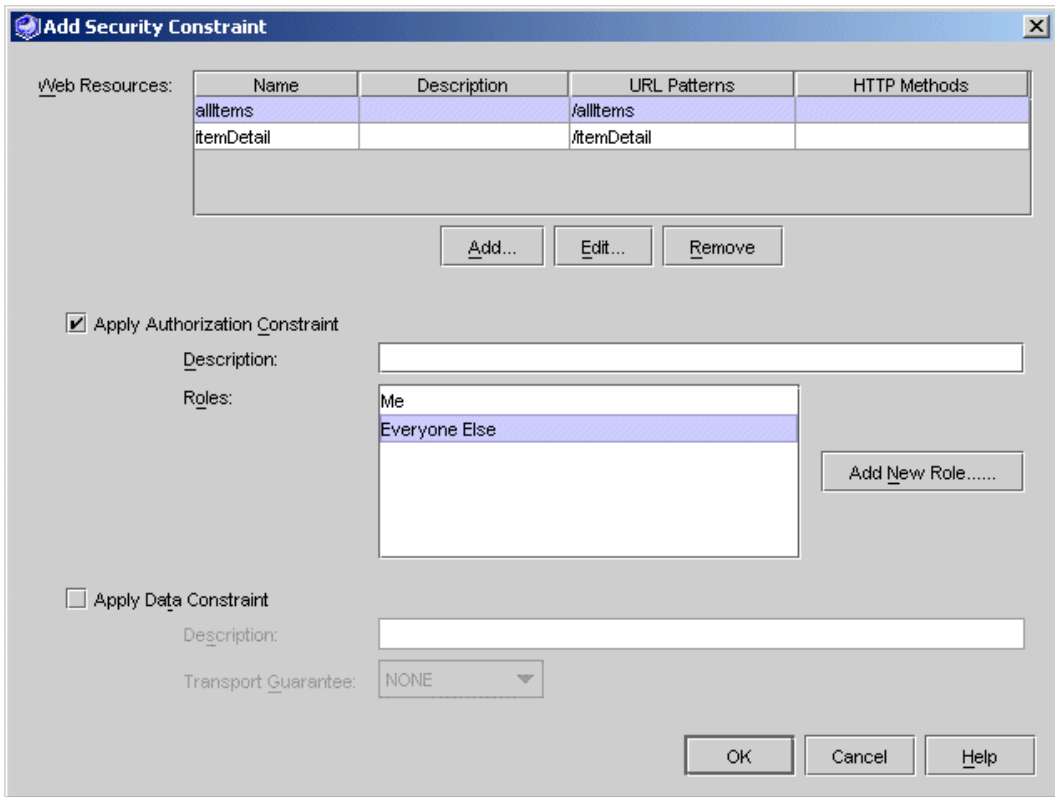 Add Security Constraint
Web Resources:
Name Description URL Patterns HTTP Methods
allItems /allItems
itemDetail /itemDetail
Add... Edit... Remove
Apply Authorization Constraint
Description:
Roles:
Me
Everyone Else
Add New Role......
Apply Data Constraint
Description:
Transport Guarantee: NONE
OK Cancel Help